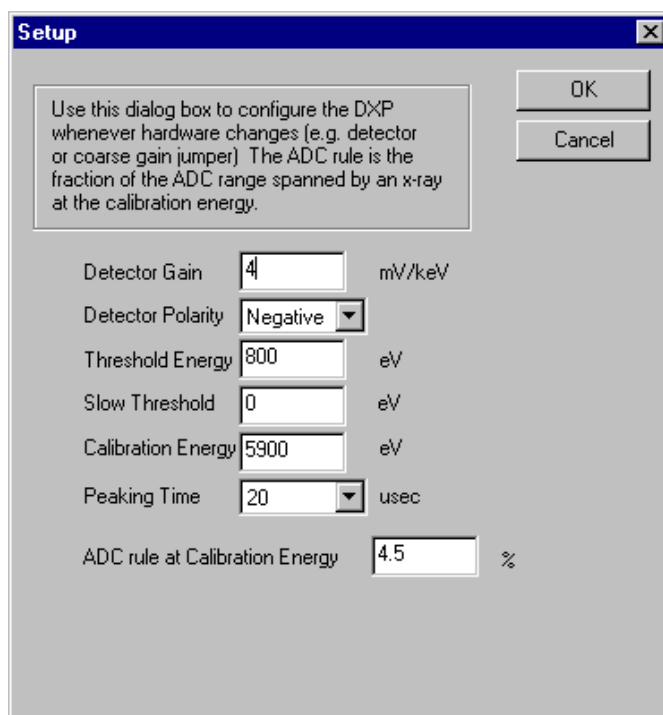 Setup
Use this dialog box to configure the DXP
whenever hardware changes (e.g. detector
or coarse gain jumper)  The ADC rule is the
fraction of the ADC range spanned by an x-ray
at the calibration energy.
OK
Cancel
Detector Gain 4 mV/keV
Detector Polarity Negative
Threshold Energy 800 eV
Slow Threshold 0 eV
Calibration Energy 5900 eV
Peaking Time 20 usec
ADC rule at Calibration Energy 4.5 %